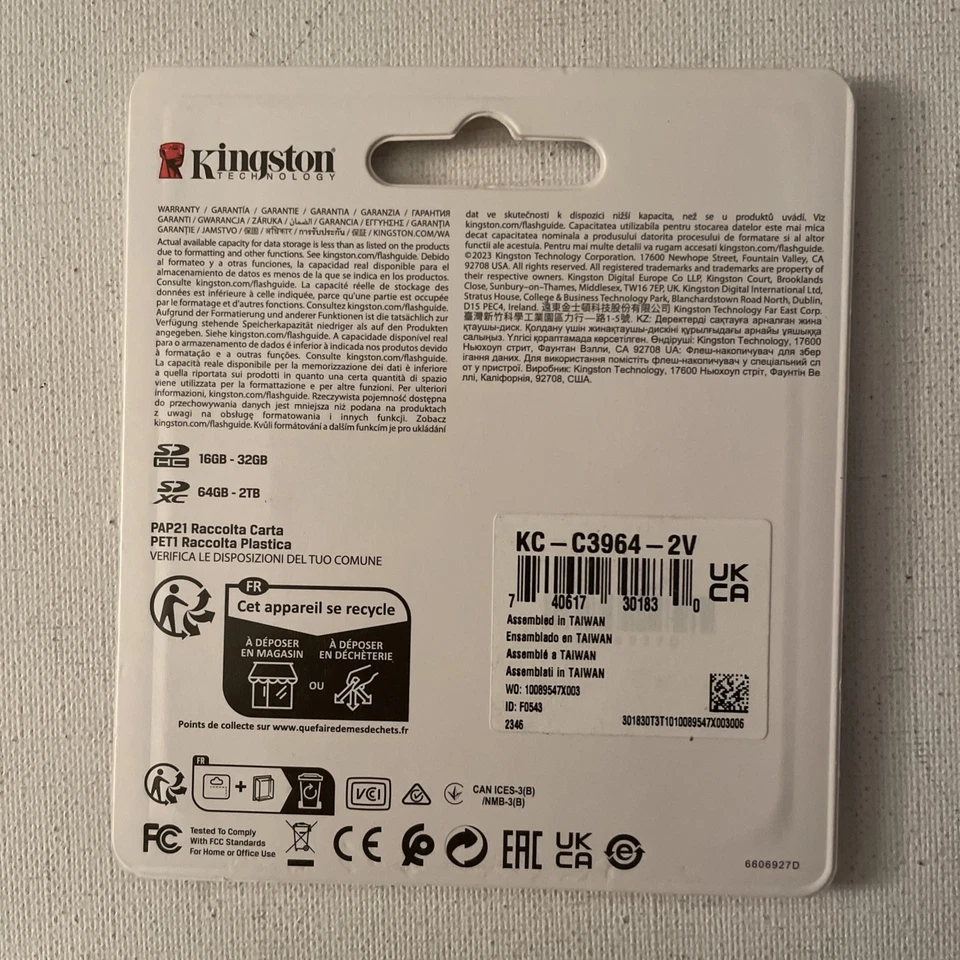 Kingston
TECHNOLOGY
WARRANTY / GARANTÍA / GARANTIE / GARANTIA / GARANZIA / ГАРАНТИЯ
GARANTI / GWARANCJA / ZÁRUKA / الضمان / GARANCIA / ΕΓΓΥΗΣΗΣ / GARANȚIA
GARANTIE / JAMSTVO / 保固 / अधिकार / การรับประกัน / 保証 / KINGSTON.COM/WA
Actual available capacity for data storage is less than as listed on the products
due to formatting and other functions. See kingston.com/flashguide. Debido
al formateo y a otras funciones, la capacidad real disponible para el
almacenamiento de datos es menos de la que se indica en los productos.
Consulte kingston.com/flashguide. La capacité réelle de stockage des
données est inférieure à celle indiquée, parce qu'une partie est occupée
par le formatage et d'autres fonctions. Consultez kingston.com/flashguide.
Aufgrund der Formatierung und anderer Funktionen ist die tatsächlich zur
Verfügung stehende Speicherkapazität niedriger als auf den Produkten
angegeben. Siehe kingston.com/flashguide. A capacidade disponível real
para o armazenamento de dados é inferior à indicada nos produtos devido
à formatação e a outras funções. Consulte kingston.com/flashguide.
La capacità reale disponibile per la memorizzazione dei dati è inferiore
a quella riportata sui prodotti in quanto una certa quantità di spazio
viene utilizzata per la formattazione e per altre funzioni. Per ulteriori
informazioni, kingston.com/flashguide. Rzeczywista pojemność dostępna
do przechowywania danych jest mniejsza niż podana na produktach
z uwagi na obsługę formatowania i innych funkcji. Zobacz
kingston.com/flashguide. Kvůli formátování a dalším funkcím je pro ukládání
dat ve skutečnosti k dispozici nižší kapacita, než se u produktů uvádí. Viz
kingston.com/flashguide. Capacitatea utilizabila pentru stocarea datelor este mai mica
decat capacitatea nominala a produsului datorita procesului de formatare si al altor
functii ale acestuia. Pentru mai multe detalii va rugam accesati kingston.com/flashguide.
©2023 Kingston Technology Corporation. 17600 Newhope Street, Fountain Valley, CA
92708 USA. All rights reserved. All registered trademarks and trademarks are property of
their respective owners. Kingston Digital Europe Co LLP, Kingston Court, Brooklands
Close, Sunbury-on-Thames, Middlesex, TW16 7EP, UK. Kingston Digital International Ltd,
Stratus House, College & Business Technology Park, Blanchardstown Road North, Dublin,
D15 PEC4, Ireland. 遠東金士頓科技股份有限公司 Kingston Technology Far East Corp.
臺灣新竹科學工業園區力行一路1-5號. KZ: Деректерді сақтауға арналған жина
қтаушы-диск. Қолдану үшін жинақтаушы-дискіні құрылғыдағы арнайы ұяшыққа
салыңыз. Үлгісі қораптамада көрсетілген. Өндіруші: Kingston Technology, 17600
Ньюхоуп стрит, Фаунтан Вэлли, CA 92708 UA: Флеш-накопичувач для збер
ігання даних. Для використання помістіть флеш-накопичувач у спеціальний сл
от у пристрої. Виробник: Kingston Technology, 17600 Ньюхоуп стріт, Фаунтін Ве
ллі, Каліфорнія, 92708, США.
SDHC 16GB - 32GB
SDXC 64GB - 2TB
PAP21 Raccolta Carta
PET1 Raccolta Plastica
VERIFICA LE DISPOSIZIONI DEL TUO COMUNE
FR
Cet appareil se recycle
À DÉPOSER EN MAGASIN
OU
À DÉPOSER EN DÉCHÈTERIE
Points de collecte sur www.quefairedemesdechets.fr
KC-C3964-2V
7 40617 30183 0
UK
CA
Assembled in TAIWAN
Ensamblado en TAIWAN
Assemblé a TAIWAN
Assemblati in TAIWAN
WO: 10089547X003
ID: F0543
2346
301830T3T1010089547X003006
FR
+
VCI
CAN ICES-3(B)
/NMB-3(B)
FC
Tested To Comply
With FCC Standards
For Home or Office Use
CE
EAC
UK
CA
e
6606927D